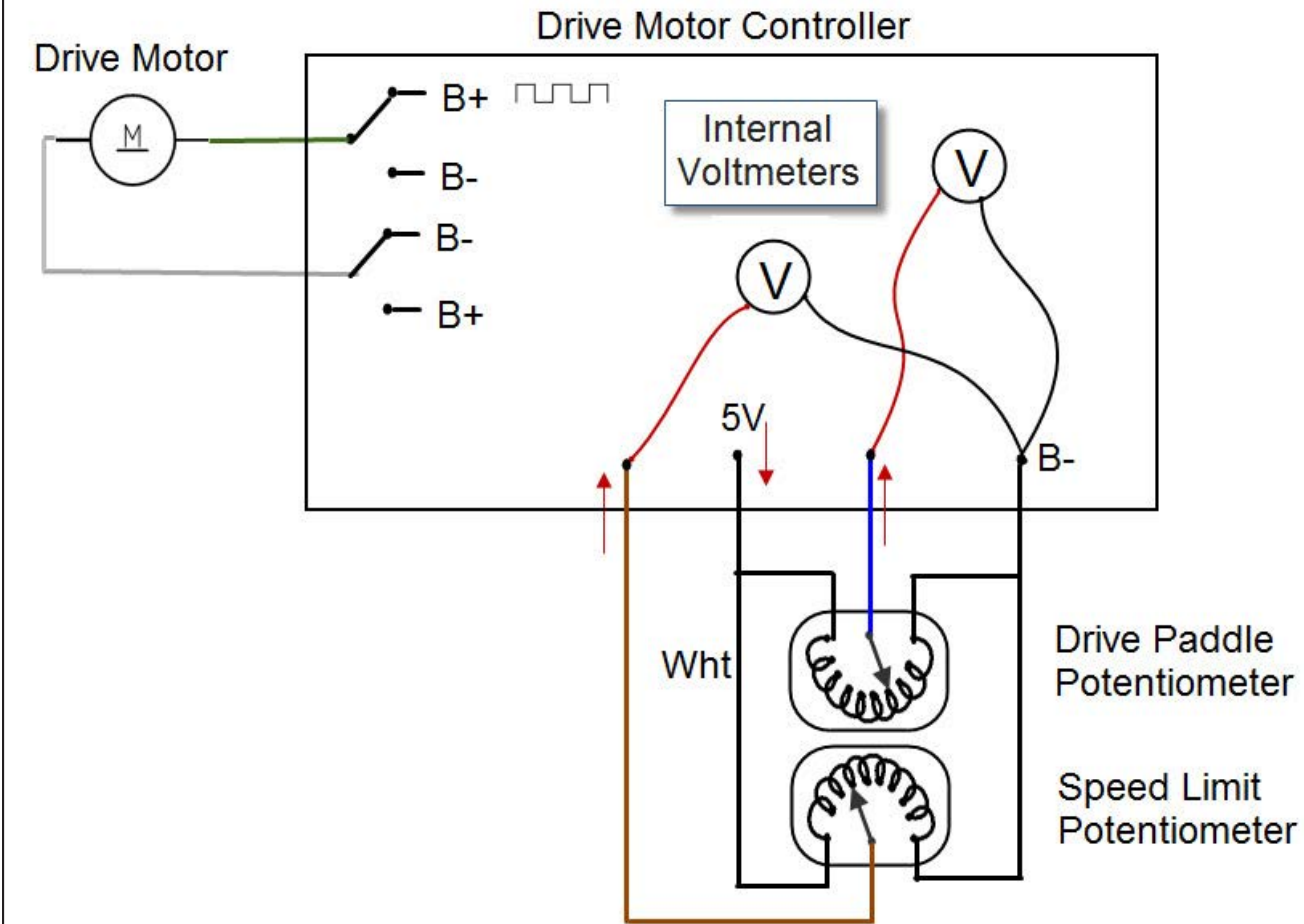 Drive Motor Controller
Drive Motor
M
B+
B-
B-
B+
Internal
Voltmeters
V
V
5V
B-
Wht
Drive Paddle
Potentiometer
Speed Limit
Potentiometer